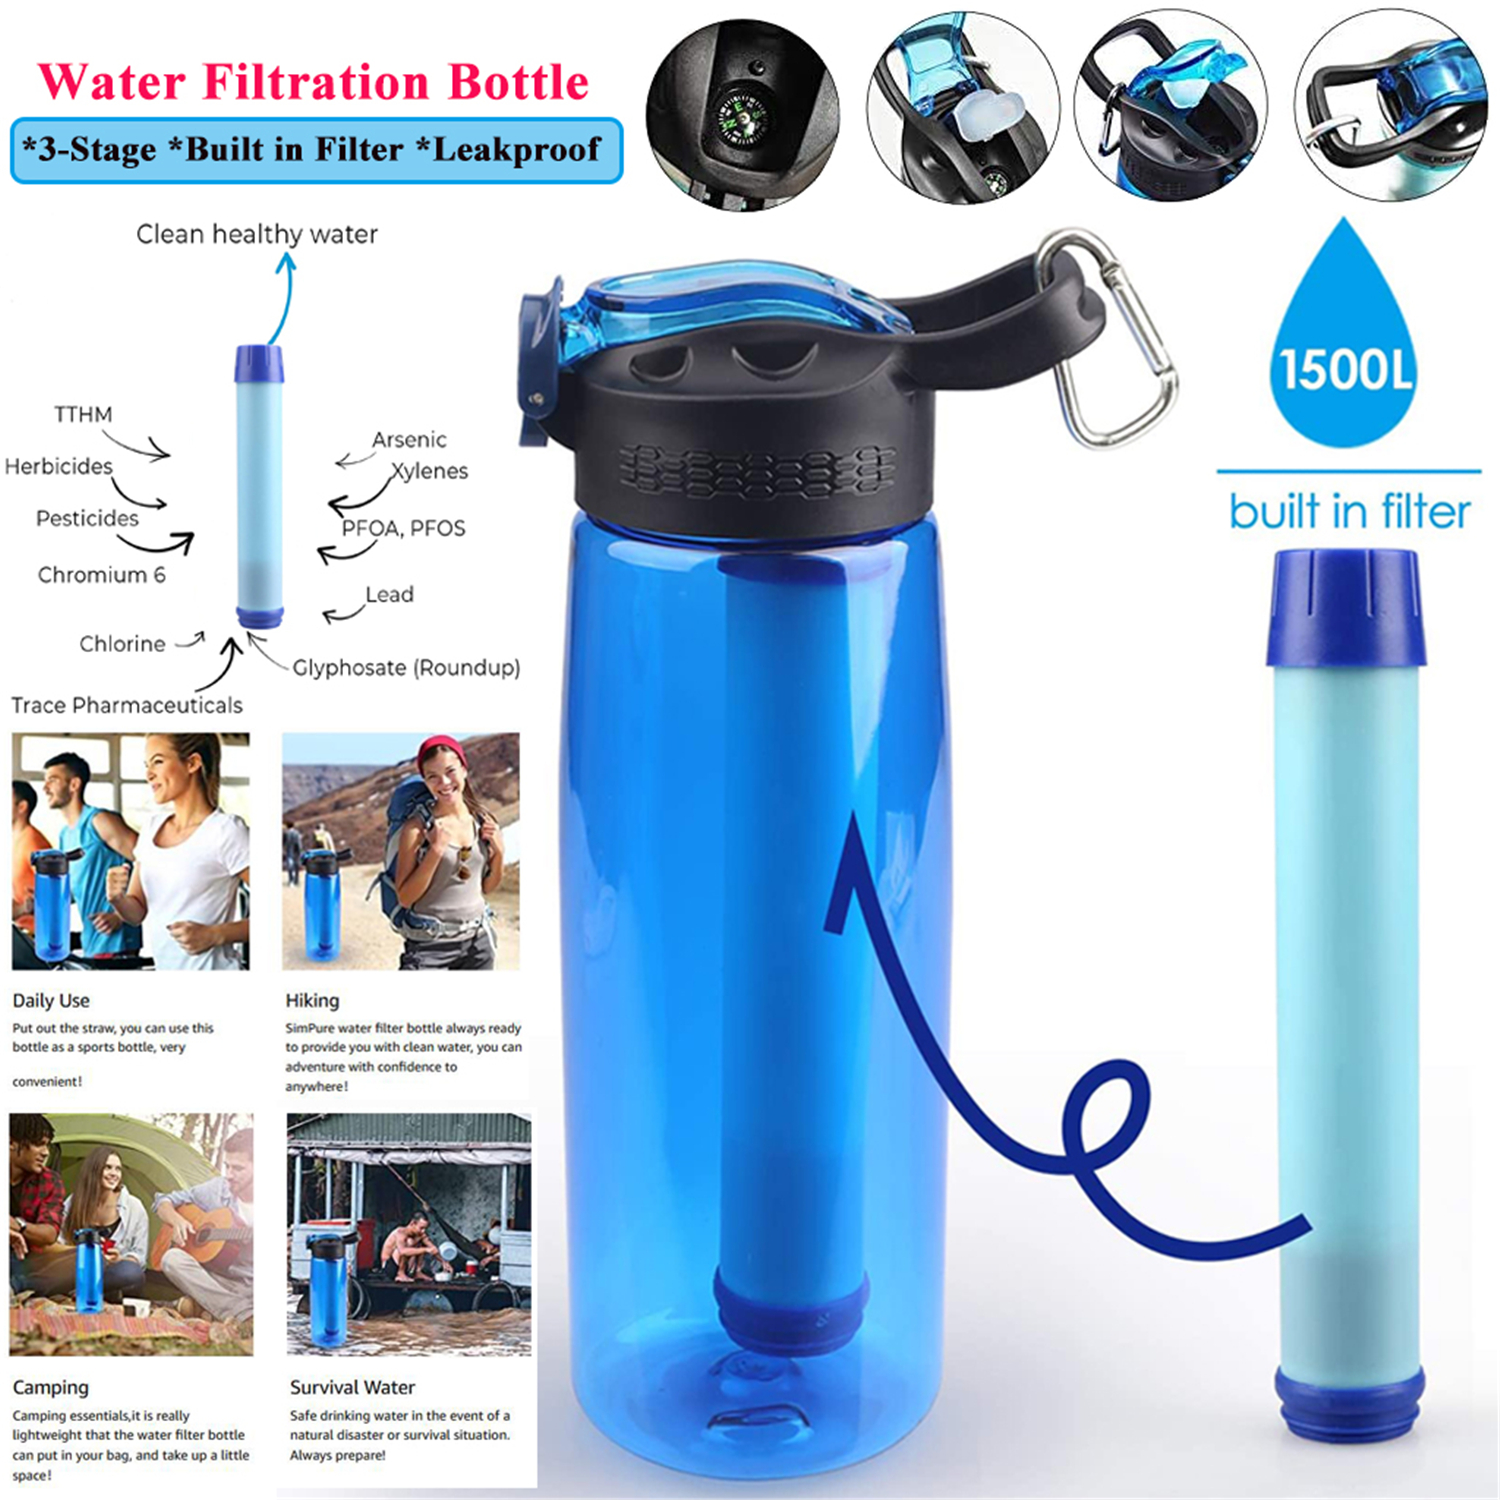 Water Filtration Bottle
*3-Stage *Built in Filter *Leakproof
Clean healthy water
TTHM
Herbicides
Pesticides
Chromium 6
Chlorine
Trace Pharmaceuticals
Arsenic
Xylenes
PFOA, PFOS
Lead
Glyphosate (Roundup)
1500L
built in filter
Daily Use
Put out the straw, you can use this
bottle as a sports bottle, very
convenient!
Hiking
SimPure water filter bottle always ready
to provide you with clean water, you can
adventure with confidence to
anywhere!
Camping
Camping essentials,it is really
lightweight that the water filter bottle
can put in your bag, and take up a little
space!
Survival Water
Safe drinking water in the event of a
natural disaster or survival situation.
Always prepare!